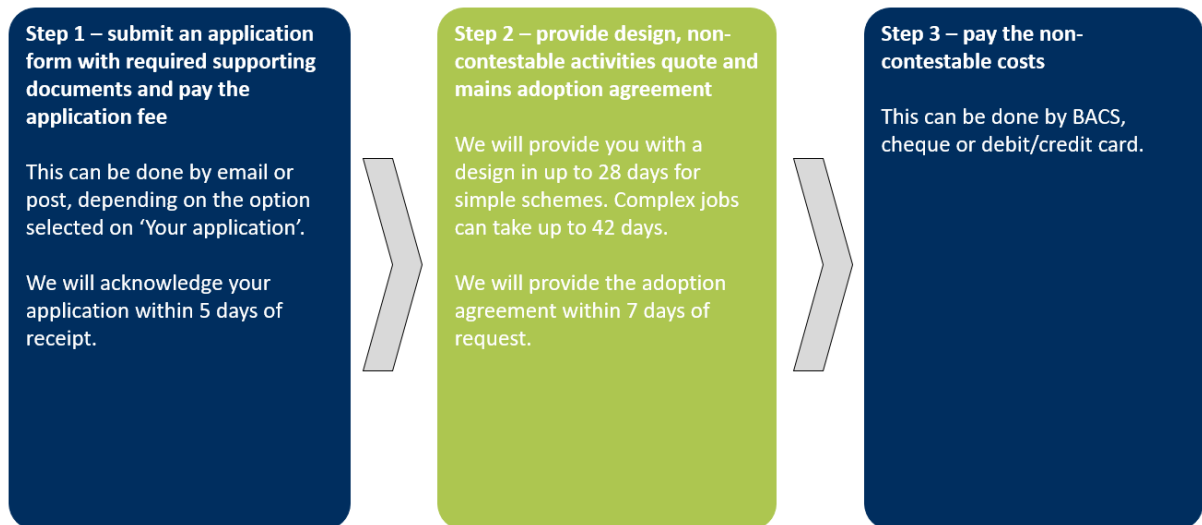 Step 1 – submit an application
form with required supporting
documents and pay the
application fee
This can be done by email or
post, depending on the option
selected on ‘Your application’.
We will acknowledge your
application within 5 days of
receipt.
Step 2 – provide design, non-
contestable activities quote and
mains adoption agreement
We will provide you with a
design in up to 28 days for
simple schemes. Complex jobs
can take up to 42 days.
We will provide the adoption
agreement within 7 days of
request.
Step 3 – pay the non-
contestable costs
This can be done by BACS,
cheque or debit/credit card.